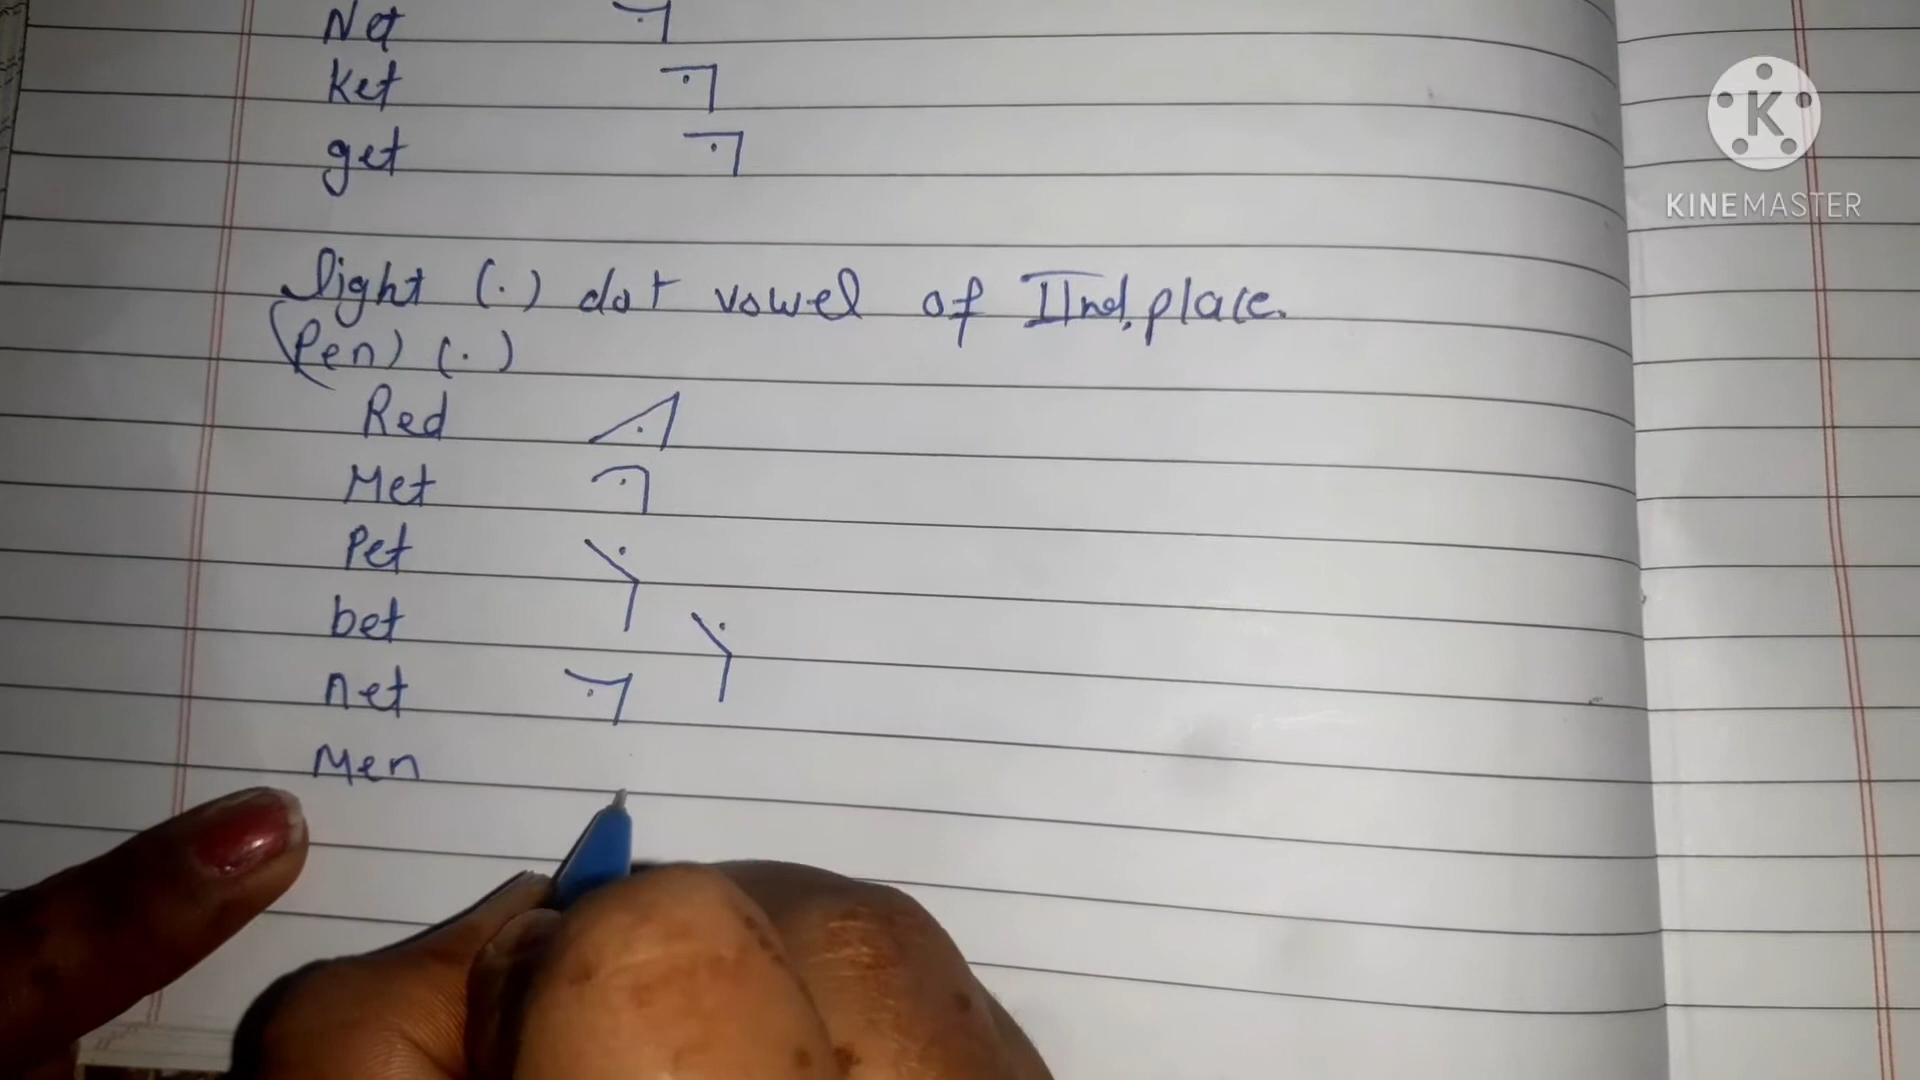 Net
Ket
get
light (.) dot vowel of IInd, place.
(Pen) (.)
Red
Met
Pet
bet
net
Men
K
KINEMASTER